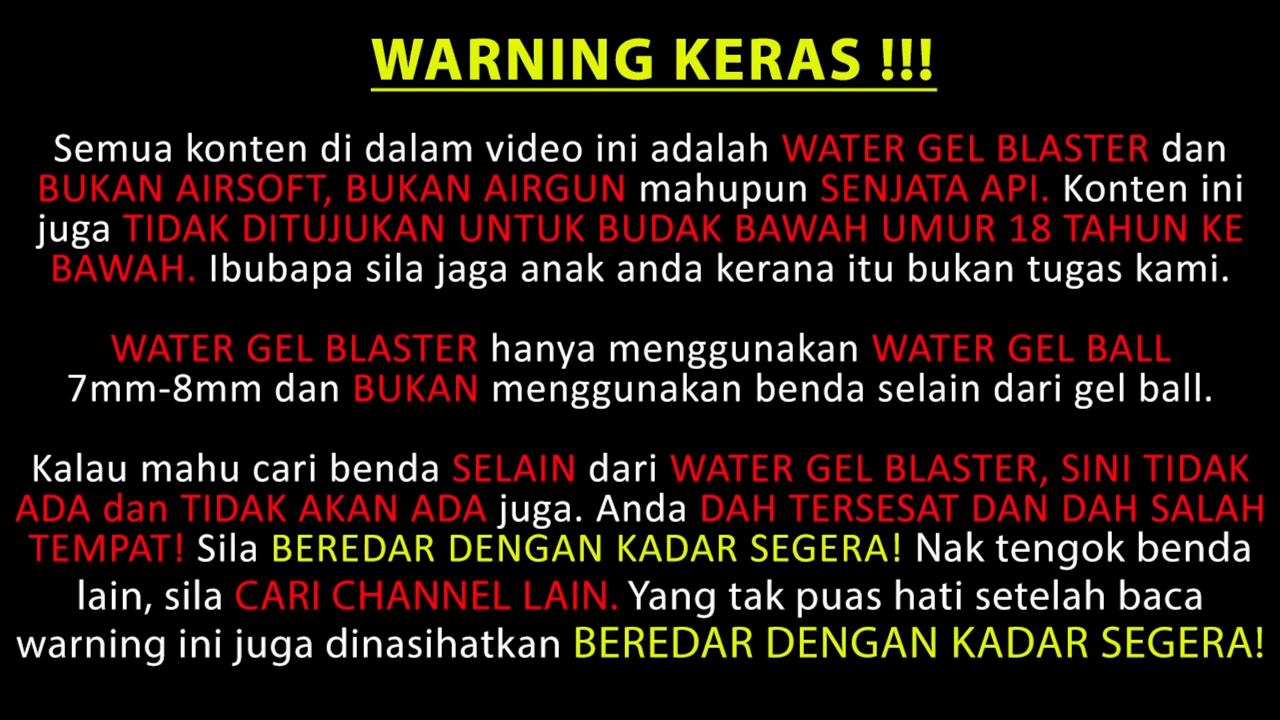 WARNING KERAS !!!
Semua konten di dalam video ini adalah WATER GEL BLASTER dan
BUKAN AIRSOFT, BUKAN AIRGUN mahupun SENJATA API. Konten ini
juga TIDAK DITUJUKAN UNTUK BUDAK BAWAH UMUR 18 TAHUN KE
BAWAH. Ibubapa sila jaga anak anda kerana itu bukan tugas kami.
WATER GEL BLASTER hanya menggunakan WATER GEL BALL
7mm-8mm dan BUKAN menggunakan benda selain dari gel ball.
Kalau mahu cari benda SELAIN dari WATER GEL BLASTER, SINI TIDAK
ADA dan TIDAK AKAN ADA juga. Anda DAH TERSESAT DAN DAH SALAH
TEMPAT! Sila BEREDAR DENGAN KADAR SEGERA! Nak tengok benda
lain, sila CARI CHANNEL LAIN. Yang tak puas hati setelah baca
warning ini juga dinasihatkan BEREDAR DENGAN KADAR SEGERA!